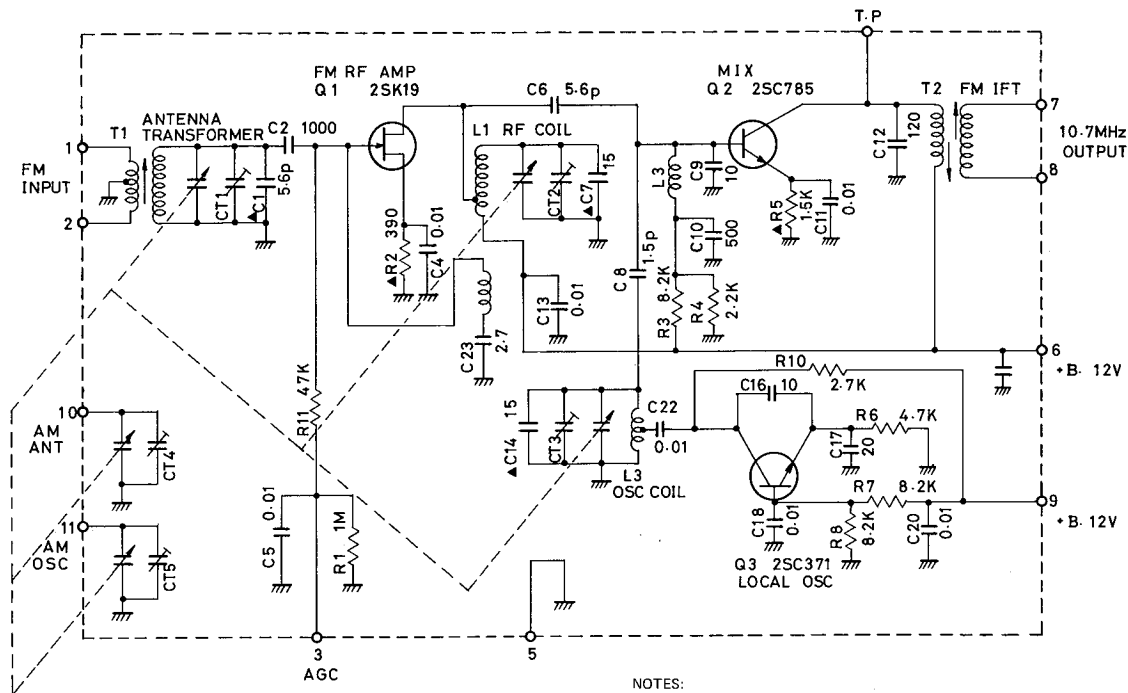 T.P
FM RF AMP
Q1 2SK19
MIX
Q2 2SC785
T2 FM IFT
C6 5.6p
ANTENNA
TRANSFORMER
T1
C2 1000
L1 RF COIL
C12
120
7
10.7MHz
OUTPUT
8
1
FM
INPUT
2
CT1
▲C1
5.6p
CT2
▲C7
15
L3
C9
10
▲R5
1.5K
C11
0.01
▲R2
390
C4
0.01
C10
500
C8
1.5p
C13
0.01
R3
8.2K
R4
2.2K
C23
2.7
6
+B. 12V
R10
2.7K
C16 10
R6 4.7K
C17
20
R11 47K
▲C14
15
CT3
C22
0.01
L3
OSC COIL
10
AM
ANT
CT4
R7 8.2K
9
+B. 12V
C18
0.01
R8
8.2K
C20
0.01
11
AM
OSC
CT5
C5
0.01
R1
1M
Q3 2SC371
LOCAL OSC
3
AGC
5
NOTES: